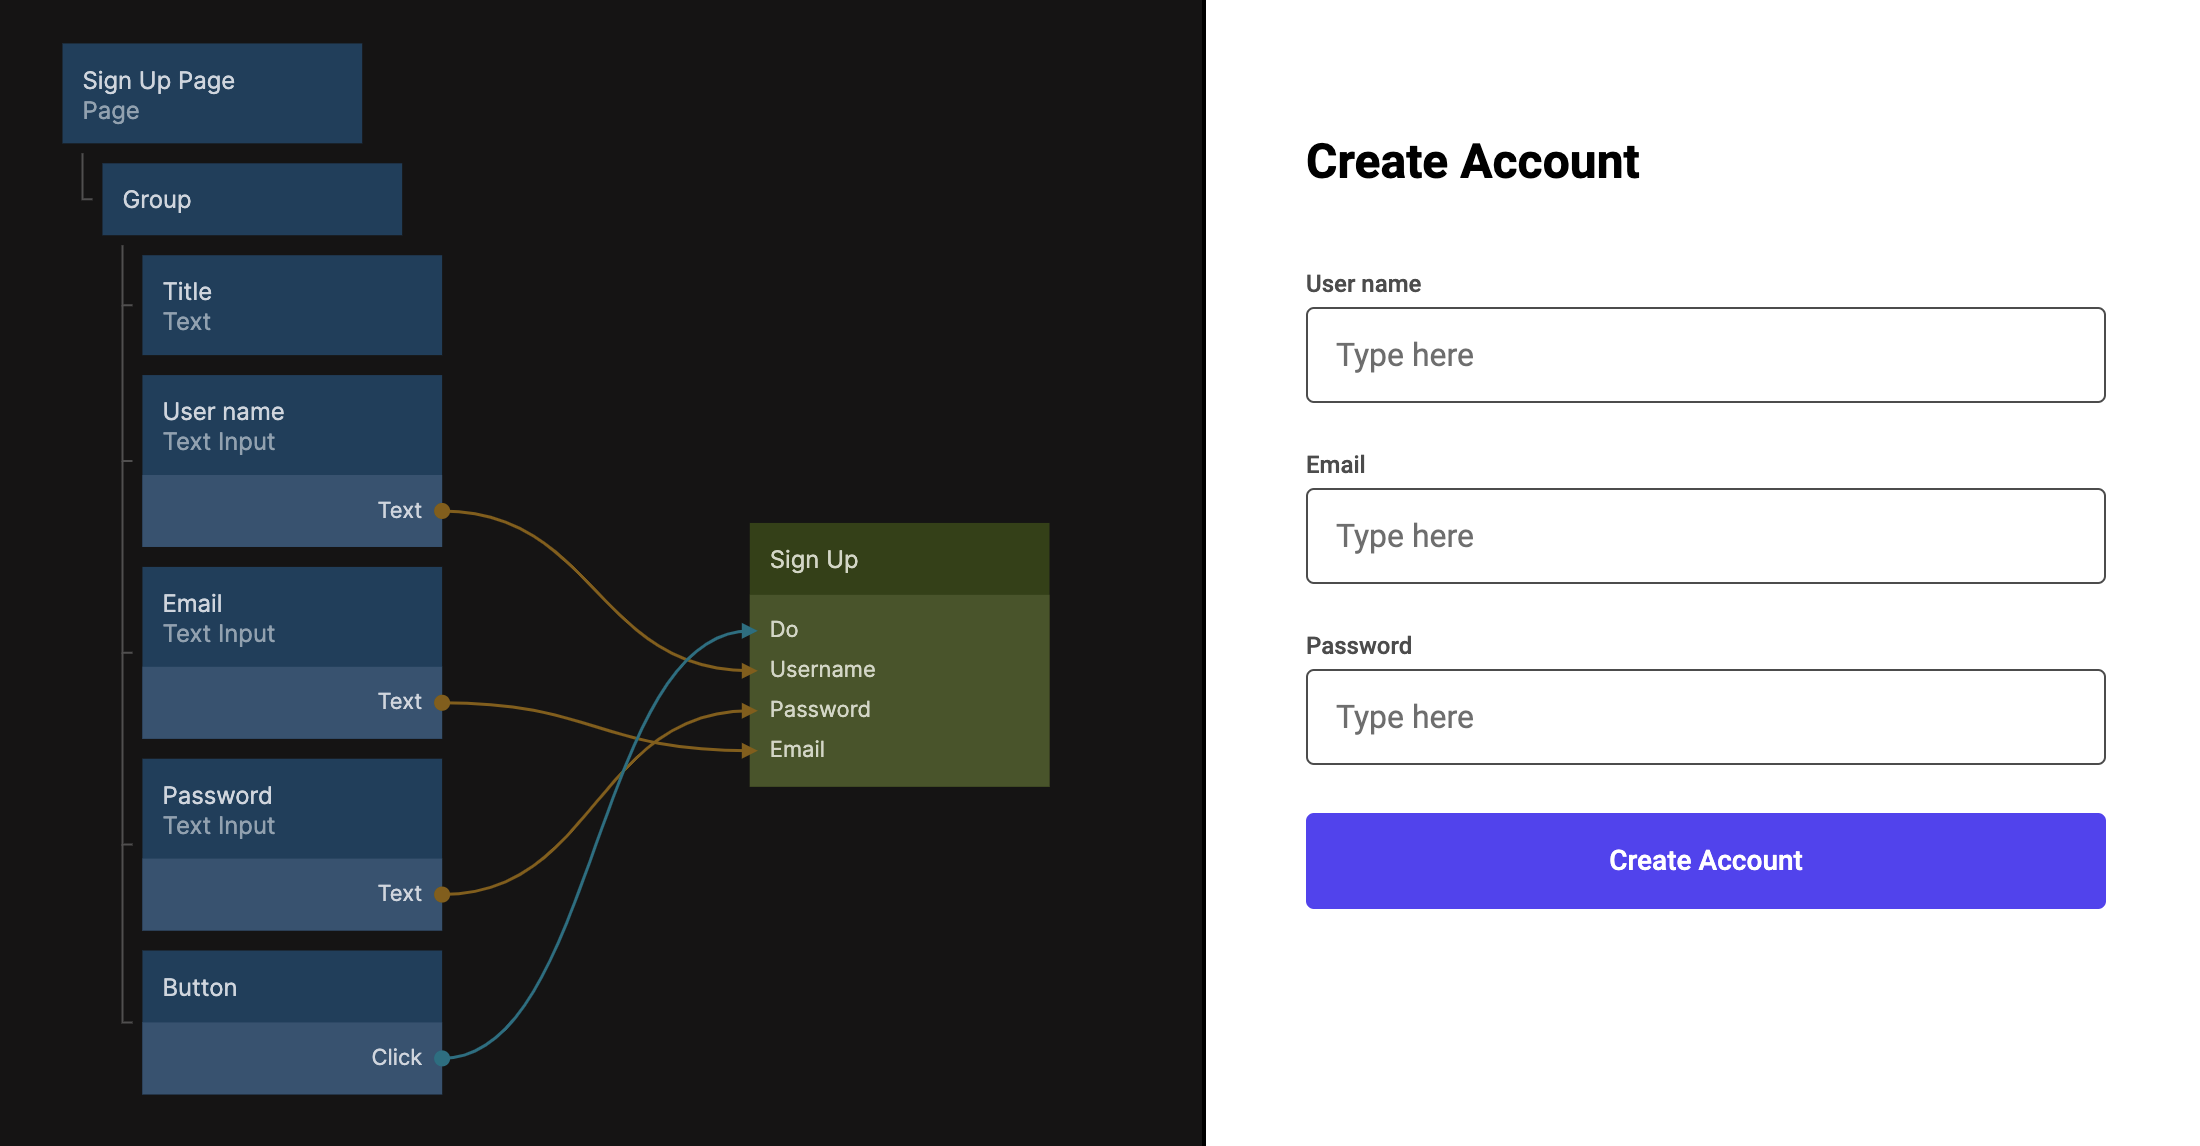 Sign Up Page
Page
Group
Title
Text
User name
Text Input
Text
Email
Text Input
Text
Password
Text Input
Text
Button
Click
Sign Up
Do
Username
Password
Email
Create Account
User name
Type here
Email
Type here
Password
Type here
Create Account